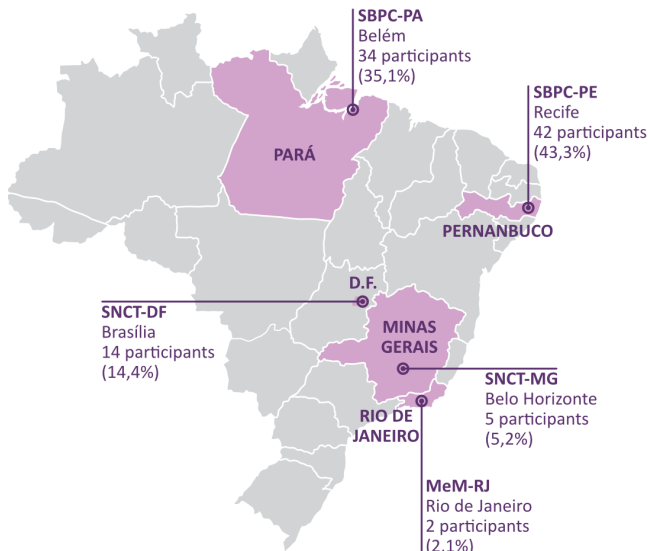 SBPC-PA
Belém
34 participants
(35,1%)
SBPC-PE
Recife
42 participants
(43,3%)
PARÁ
PERNANBUCO
D.F.
SNCT-DF
Brasília
14 participants
(14,4%)
MINAS
GERAIS
SNCT-MG
Belo Horizonte
5 participants
(5,2%)
RIO DE
JANEIRO
MeM-RJ
Rio de Janeiro
2 participants
(2,1%)